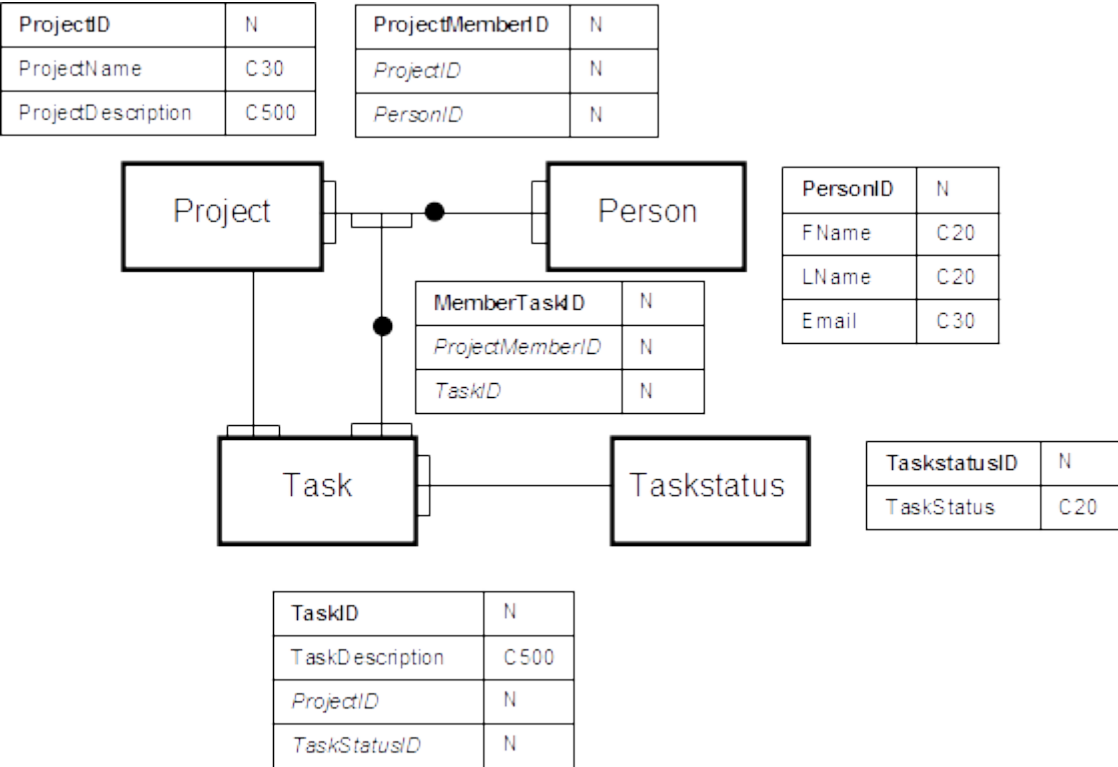 ProjectID N
ProjectName C30
ProjectDescription C500
ProjectMemberID N
ProjectID N
PersonID N
Project
Person
PersonID N
FName C20
LName C20
Email C30
MemberTaskID N
ProjectMemberID N
TaskID N
Task
Taskstatus
TaskstatusID N
TaskStatus C20
TaskID N
TaskDescription C500
ProjectID N
TaskStatusID N